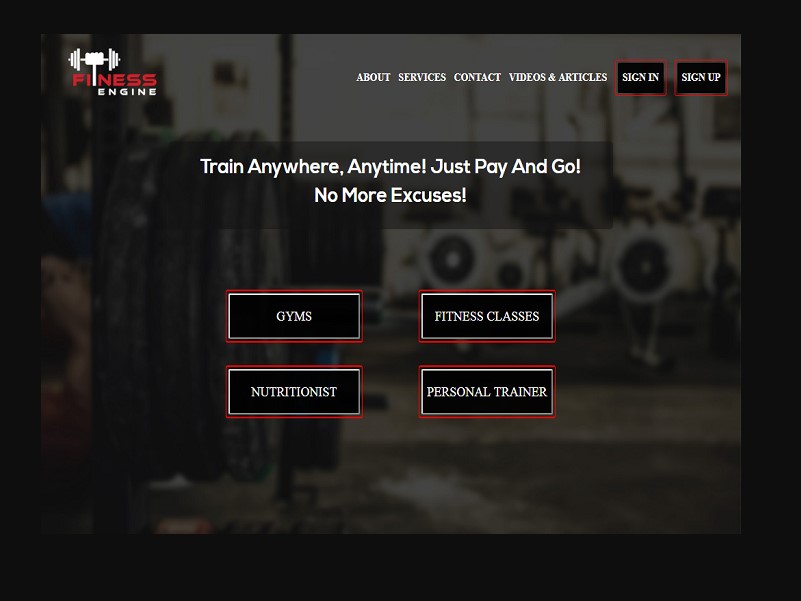 FITNESS
ENGINE
ABOUT SERVICES CONTACT VIDEOS & ARTICLES SIGN IN SIGN UP
Train Anywhere, Anytime! Just Pay And Go!
No More Excuses!
GYMS FITNESS CLASSES
NUTRITIONIST PERSONAL TRAINER